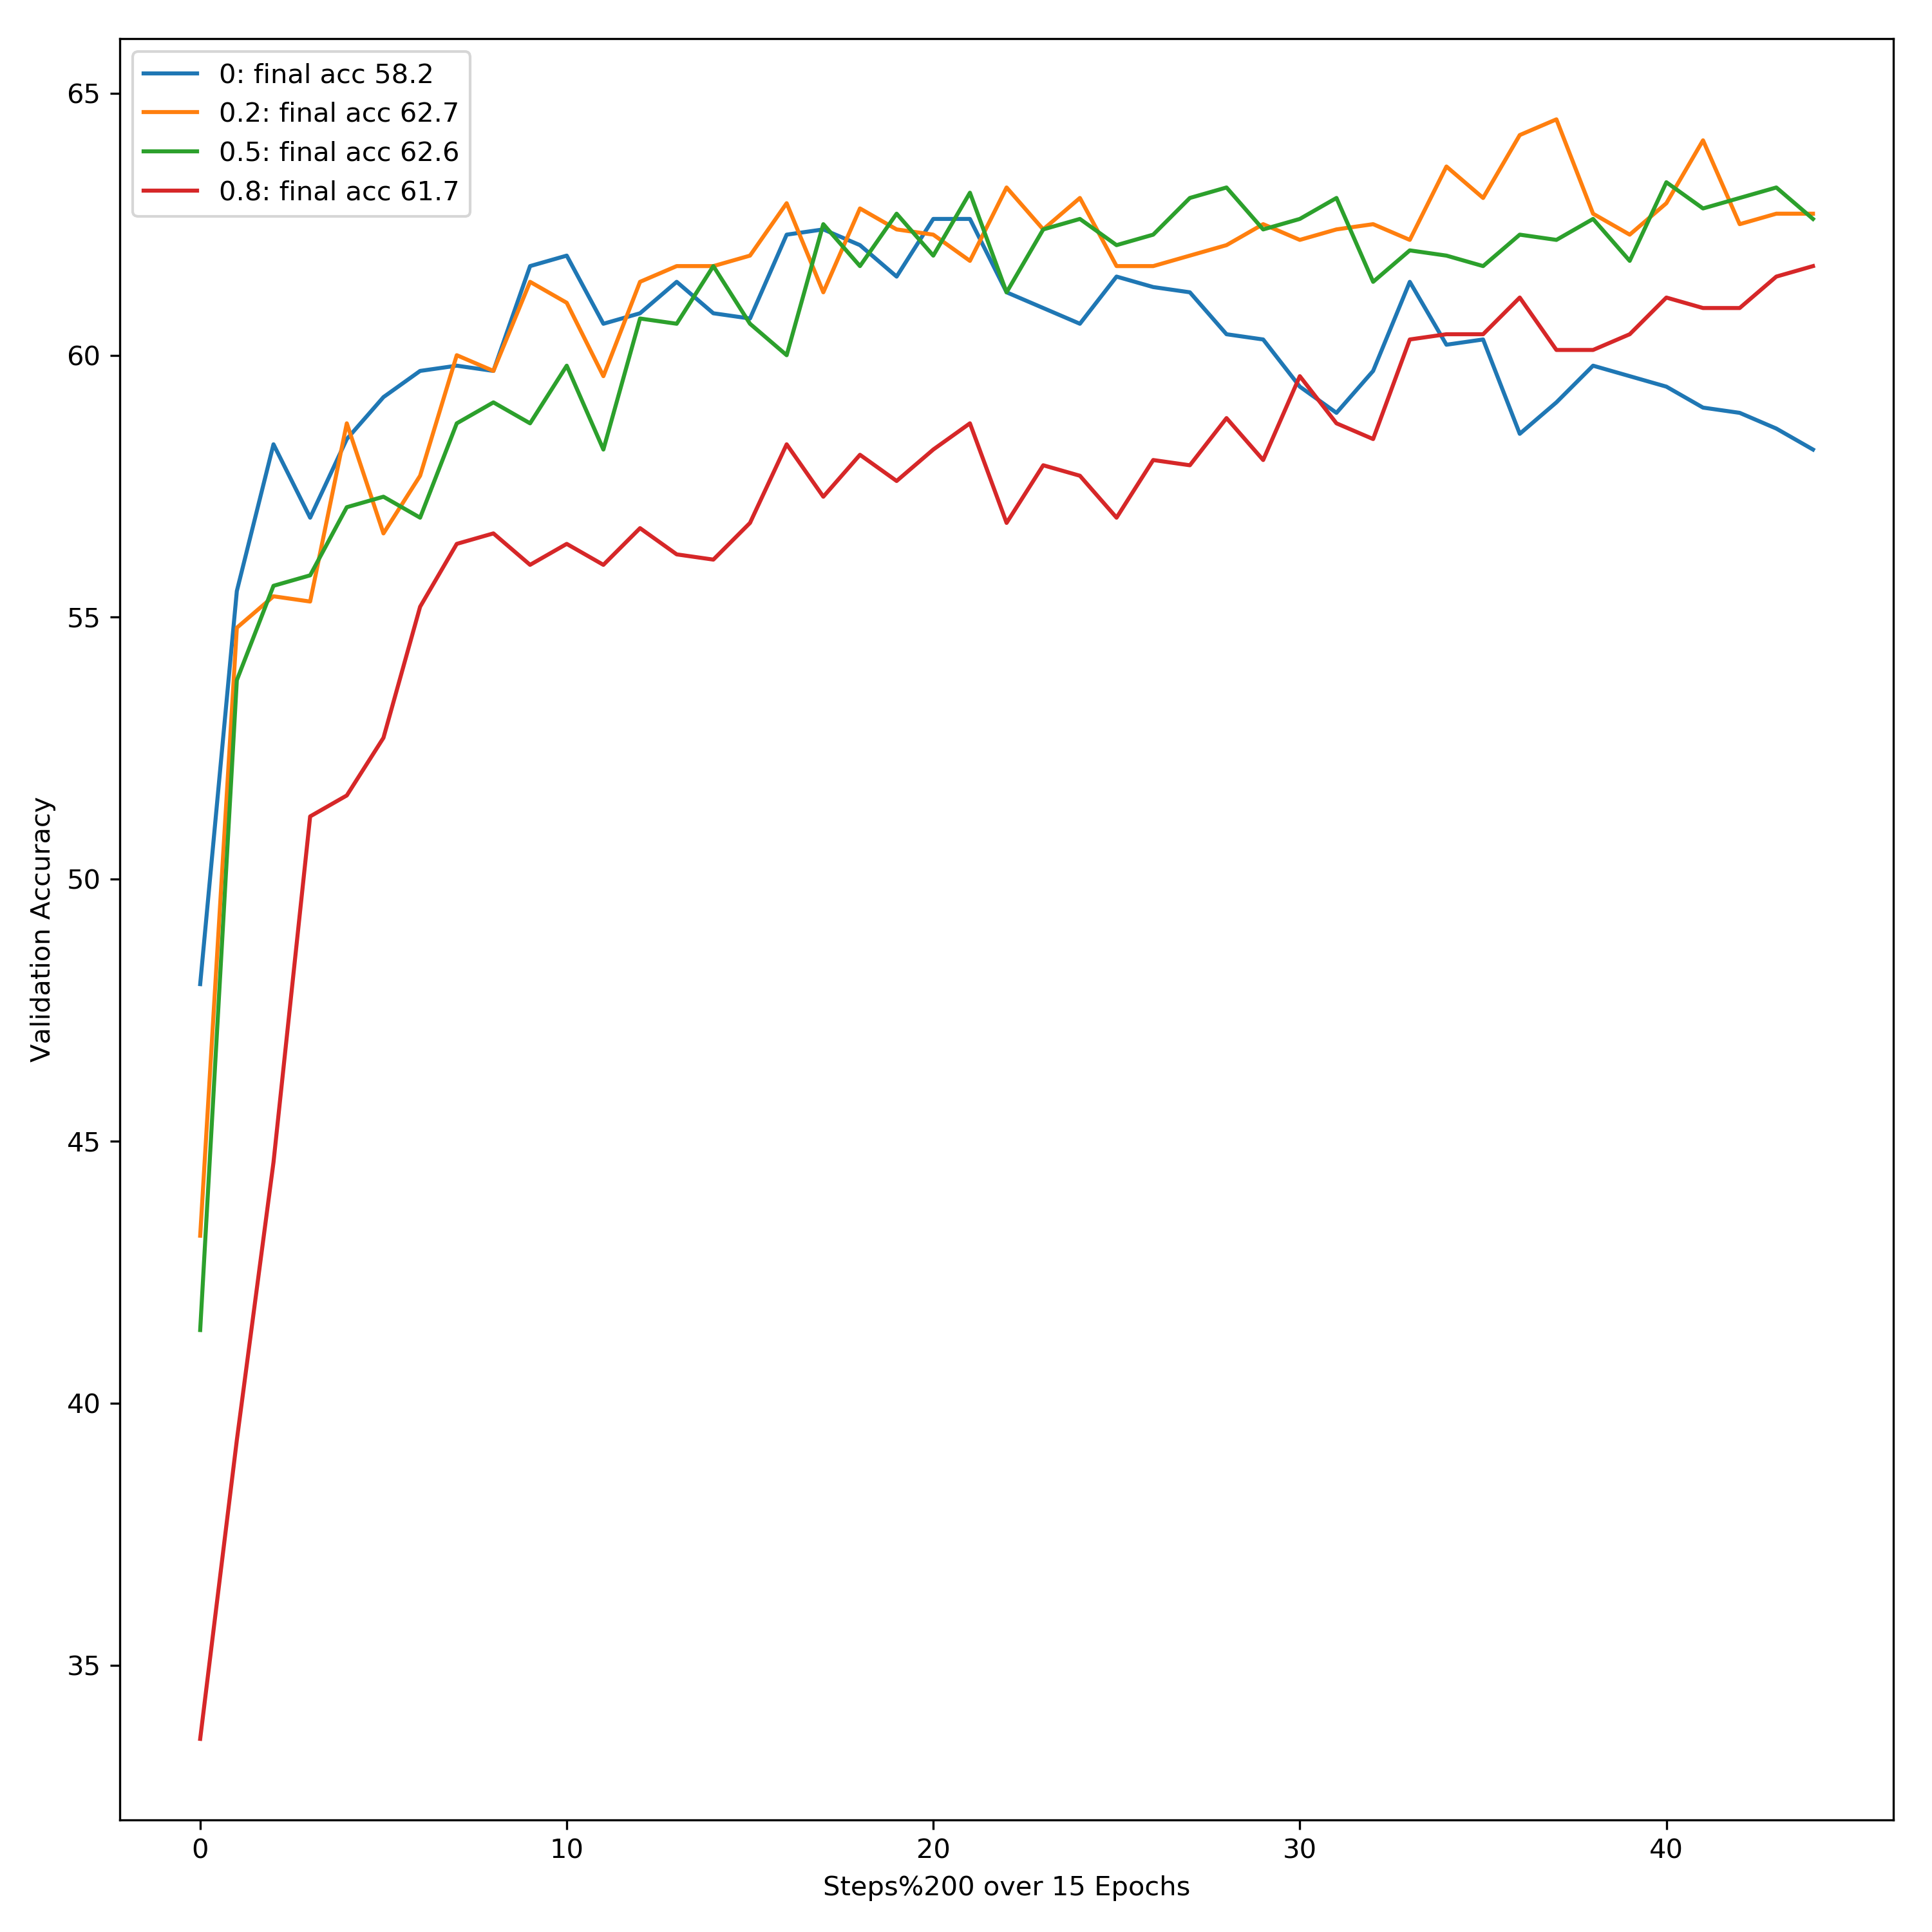 0: final acc 58.2
0.2: final acc 62.7
0.5: final acc 62.6
0.8: final acc 61.7
65
60
55
50
45
40
35
Validation Accuracy
0 10 20 30 40
Steps%200 over 15 Epochs